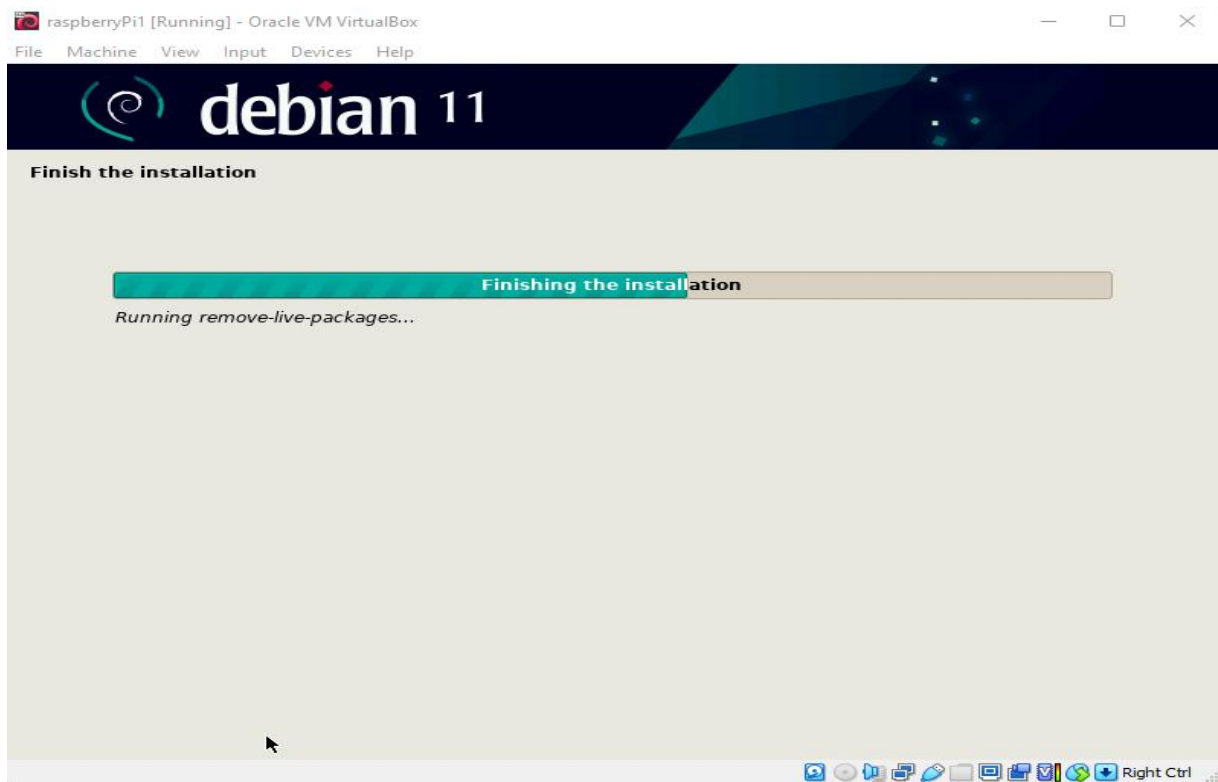 raspberryPi1 [Running] - Oracle VM VirtualBox
File Machine View Input Devices Help
debian 11
Finish the installation
Finishing the installation
Running remove-live-packages...
Right Ctrl